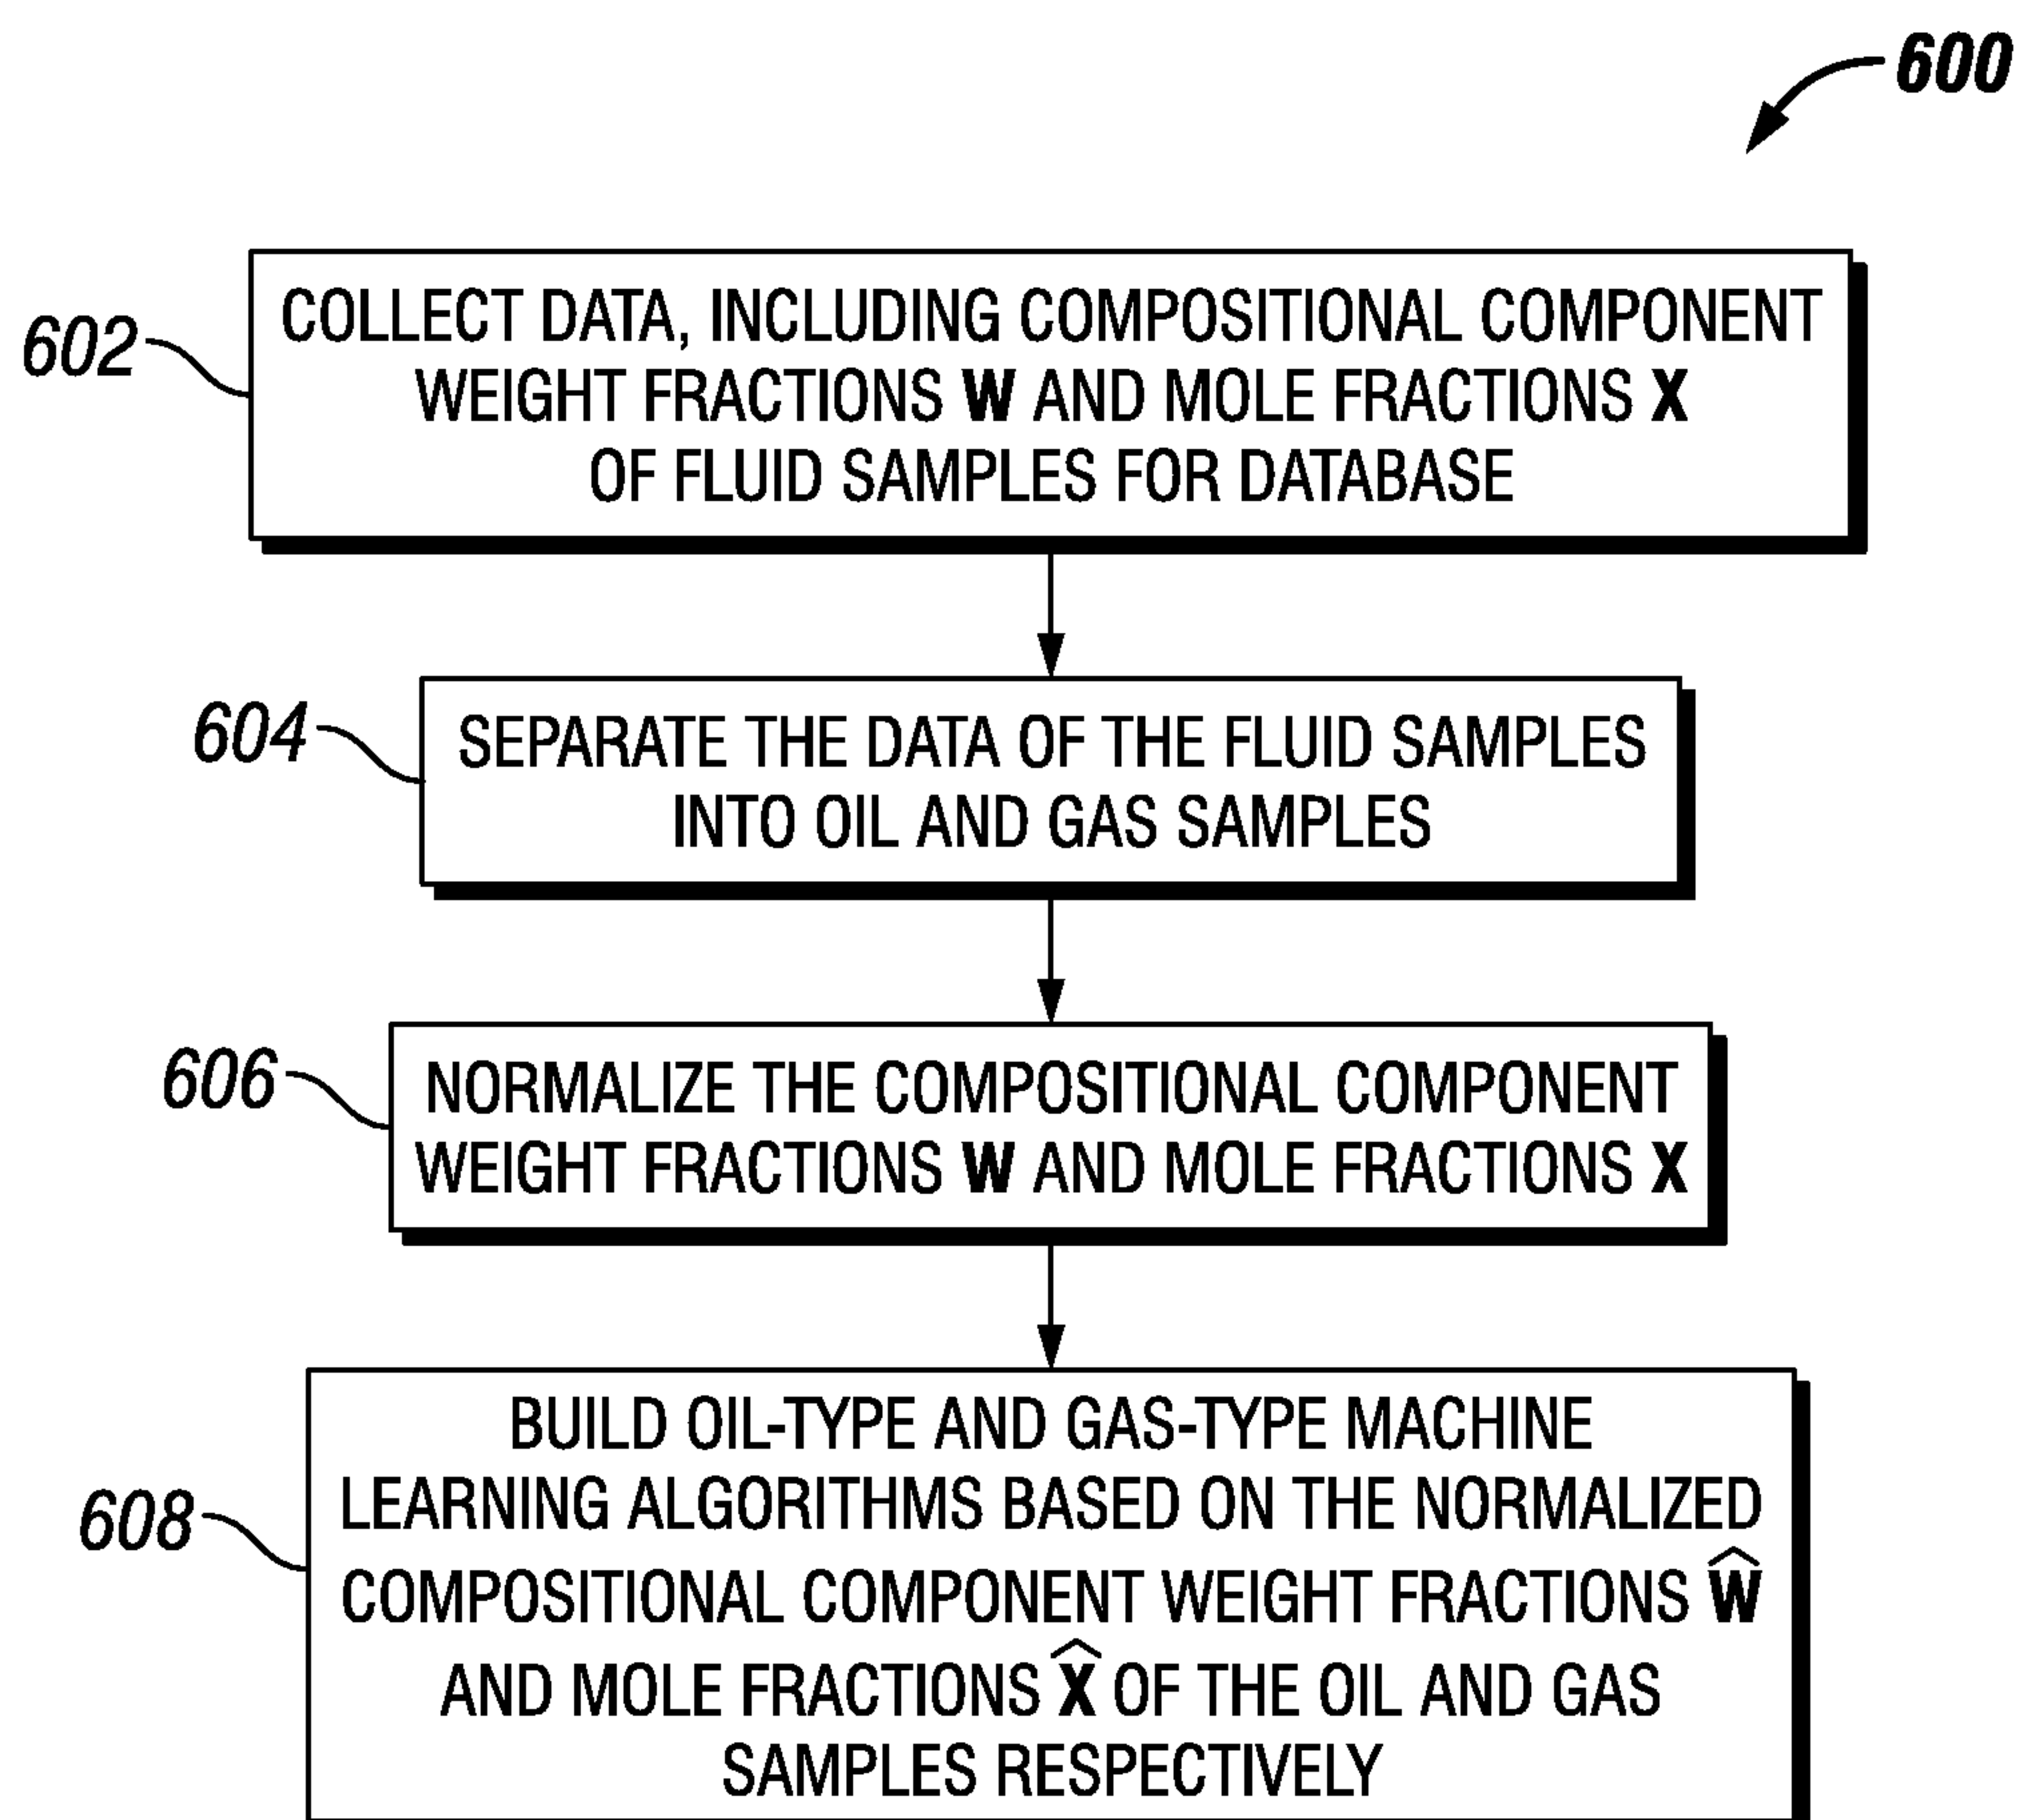 600
602
COLLECT DATA, INCLUDING COMPOSITIONAL COMPONENT
WEIGHT FRACTIONS W AND MOLE FRACTIONS X
OF FLUID SAMPLES FOR DATABASE
604
SEPARATE THE DATA OF THE FLUID SAMPLES
INTO OIL AND GAS SAMPLES
606
NORMALIZE THE COMPOSITIONAL COMPONENT
WEIGHT FRACTIONS W AND MOLE FRACTIONS X
608
BUILD OIL-TYPE AND GAS-TYPE MACHINE
LEARNING ALGORITHMS BASED ON THE NORMALIZED
COMPOSITIONAL COMPONENT WEIGHT FRACTIONS Ŵ
AND MOLE FRACTIONS X̂ OF THE OIL AND GAS
SAMPLES RESPECTIVELY